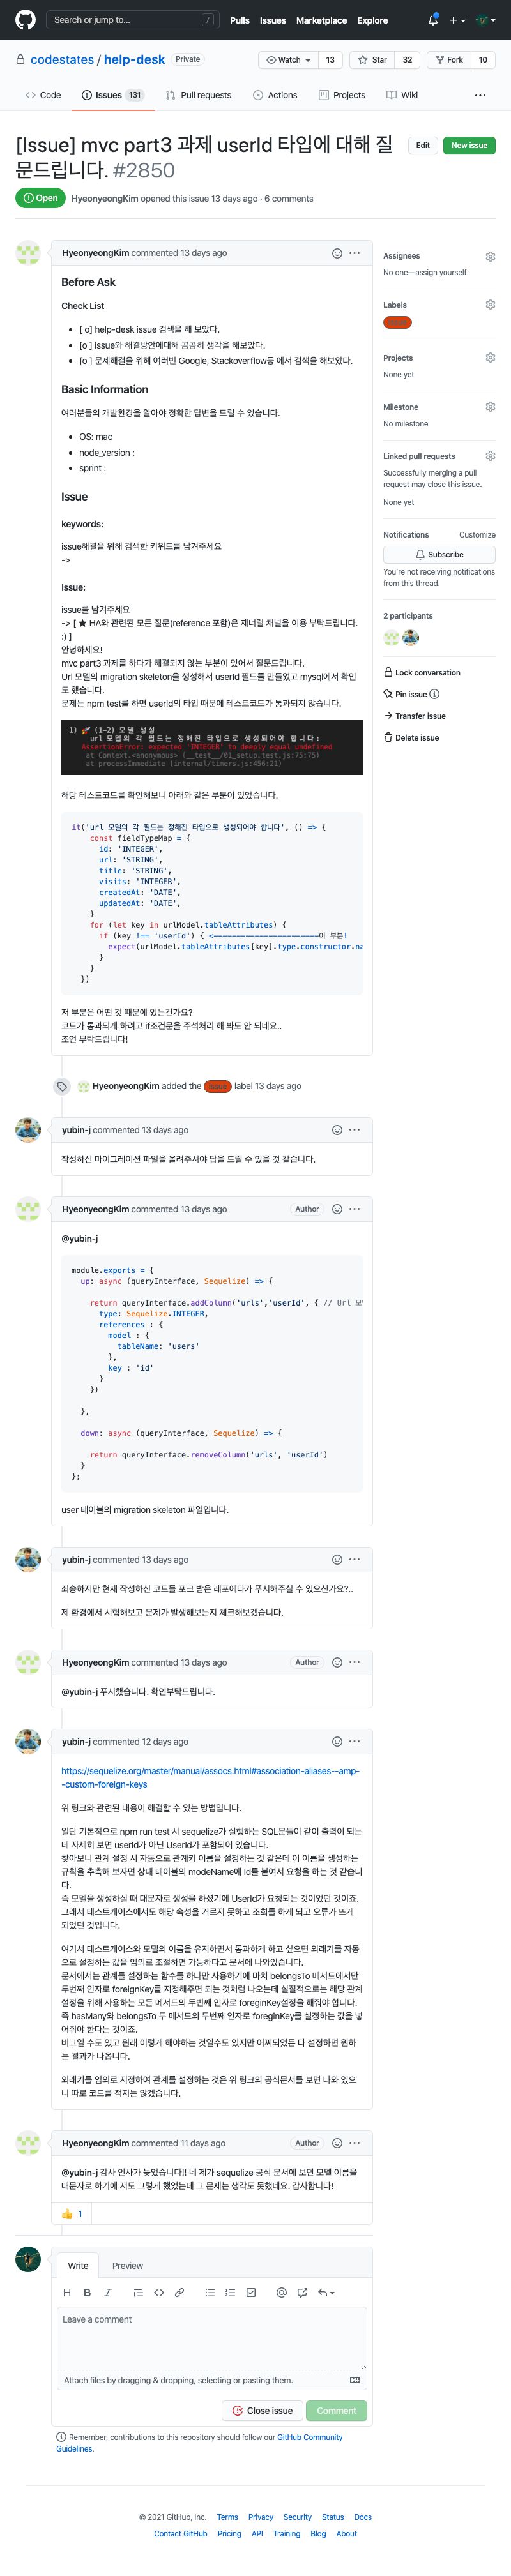 Search or jump to...
/
Pulls Issues Marketplace Explore
codestates / help-desk Private
Watch 13 Star 32 Fork 10
Code Issues 131 Pull requests Actions Projects Wiki
[Issue] mvc part3 과제 userId 타입에 대해 질
문드립니다. #2850
Edit New issue
Open HyeonyeongKim opened this issue 13 days ago · 6 comments
HyeonyeongKim commented 13 days ago
Before Ask
Check List
• [ o] help-desk issue 검색을 해 보았다.
• [o ] issue와 해결방안에대해 곰곰히 생각을 해보았다.
• [o ] 문제해결을 위해 여러번 Google, Stackoverflow등 에서 검색을 해보았다.
Basic Information
여러분들의 개발환경을 알아야 정확한 답변을 드릴 수 있습니다.
• OS: mac
• node_version :
• sprint :
Issue
keywords:
issue해결을 위해 검색한 키워드를 남겨주세요
->
Issue:
issue를 남겨주세요
-> [ ★ HA와 관련된 모든 질문(reference 포함)은 제너럴 채널을 이용 부탁드립니다.
:) ]
안녕하세요!
mvc part3 과제를 하다가 해결되지 않는 부분이 있어서 질문드립니다.
Url 모델의 migration skeleton을 생성해서 userId 필드를 만들었고 mysql에서 확인
도 했습니다.
문제는 npm test를 하면 userId의 타입 때문에 테스트코드가 통과되지 않습니다.
1) 🚀 (1-2) 모델 생성
url 모델의 각 필드는 정해진 타입으로 생성되어야 합니다:
AssertionError: expected 'INTEGER' to deeply equal undefined
at Context.<anonymous> (__test__/01_setup.test.js:75:75)
at processImmediate (internal/timers.js:456:21)
해당 테스트코드를 확인해보니 아래와 같은 부분이 있었습니다.
it('url 모델의 각 필드는 정해진 타입으로 생성되어야 합니다', () => {
const fieldTypeMap = {
id: 'INTEGER',
url: 'STRING',
title: 'STRING',
visits: 'INTEGER',
createdAt: 'DATE',
updatedAt: 'DATE',
}
for (let key in urlModel.tableAttributes) {
if (key !== 'userId') { <-----------------------이 부분!
expect(urlModel.tableAttributes[key].type.constructor.na
}
}
})
저 부분은 어떤 것 때문에 있는건가요?
코드가 통과되게 하려고 if조건문을 주석처리 해 봐도 안 되네요..
조언 부탁드립니다!
HyeonyeongKim added the issue label 13 days ago
yubin-j commented 13 days ago
작성하신 마이그레이션 파일을 올려주셔야 답을 드릴 수 있을 것 같습니다.
HyeonyeongKim commented 13 days ago Author
@yubin-j
module.exports = {
up: async (queryInterface, Sequelize) => {
return queryInterface.addColumn('urls','userId', { // Url 모
type: Sequelize.INTEGER,
references : {
model : {
tableName: 'users'
},
key : 'id'
}
})
},
down: async (queryInterface, Sequelize) => {
return queryInterface.removeColumn('urls', 'userId')
}
};
user 테이블의 migration skeleton 파일입니다.
yubin-j commented 13 days ago
죄송하지만 현재 작성하신 코드들 포크 받은 레포에다가 푸시해주실 수 있으신가요?..
제 환경에서 시험해보고 문제가 발생해보는지 체크해보겠습니다.
HyeonyeongKim commented 13 days ago Author
@yubin-j 푸시했습니다. 확인부탁드립니다.
yubin-j commented 12 days ago
https://sequelize.org/master/manual/assocs.html#association-aliases--amp-
-custom-foreign-keys
위 링크와 관련된 내용이 해결할 수 있는 방법입니다.
일단 기본적으로 npm run test 시 sequelize가 실행하는 SQL문들이 같이 출력이 되는
데 자세히 보면 userId가 아닌 UserId가 포함되어 있습니다.
찾아보니 관계 설정 시 자동으로 관계키 이름을 설정하는 것 같은데 이 이름을 생성하는
규칙을 추측해 보자면 상대 테이블의 modeName에 Id를 붙여서 요청을 하는 것 같습니
다.
즉 모델을 생성하실 때 대문자로 생성을 하셨기에 UserId가 요청되는 것이었던 것이죠.
그래서 테스트케이스에서도 해당 속성을 거르지 못하고 조회를 하게 되고 오류가 뜨게
되었던 것입니다.
여기서 테스트케이스와 모델의 이름을 유지하면서 통과하게 하고 싶으면 외래키를 자동
으로 설정하는 값을 임의로 조절하면 가능하다고 문서에 나와있습니다.
문서에서는 관계를 설정하는 함수를 하나만 사용하기에 마치 belongsTo 메서드에서만
두번째 인자로 foreignKey를 지정해주면 되는 것처럼 나오는데 실질적으로는 해당 관계
설정을 위해 사용하는 모든 메서드의 두번째 인자로 foreginKey설정을 해줘야 합니다.
즉 hasMany와 belongsTo 두 메서드의 두번째 인자로 foreginKey를 설정하는 값을 넣
어줘야 한다는 것이죠.
버그일 수도 있고 원래 이렇게 해야하는 것일수도 있지만 어찌되었든 다 설정하면 원하
는 결과가 나옵니다.
외래키를 임의로 지정하여 관계를 설정하는 것은 위 링크의 공식문서를 보면 나와 있으
니 따로 코드를 적지는 않겠습니다.
HyeonyeongKim commented 11 days ago Author
@yubin-j 감사 인사가 늦었습니다!! 네 제가 sequelize 공식 문서에 보면 모델 이름을
대문자로 하기에 저도 그렇게 했었는데 그 문제는 생각도 못했네요. 감사합니다!
👍 1
Write Preview
Leave a comment
Attach files by dragging & dropping, selecting or pasting them.
Close issue Comment
Remember, contributions to this repository should follow our GitHub Community
Guidelines.
Assignees
No one—assign yourself
Labels
issue
Projects
None yet
Milestone
No milestone
Linked pull requests
Successfully merging a pull
request may close this issue.
None yet
Notifications Customize
Subscribe
You're not receiving notifications
from this thread.
2 participants
Lock conversation
Pin issue
Transfer issue
Delete issue
© 2021 GitHub, Inc. Terms Privacy Security Status Docs
Contact GitHub Pricing API Training Blog About